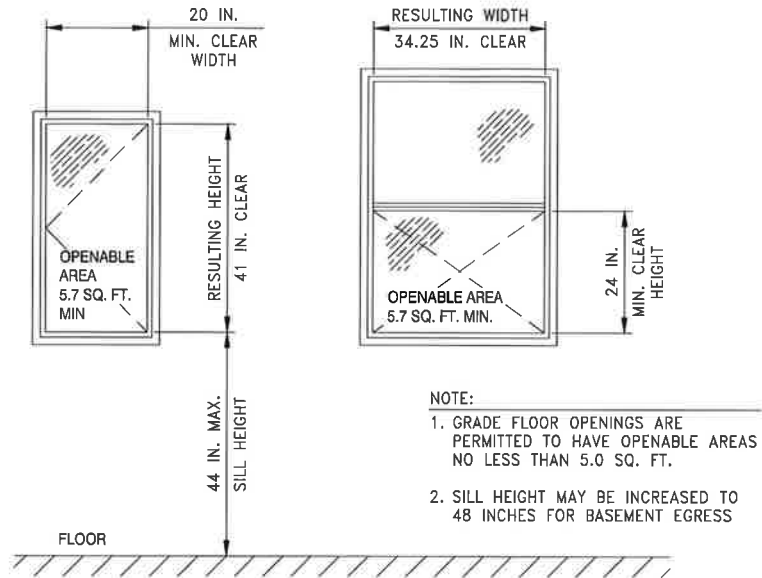 20 IN.
MIN. CLEAR
WIDTH
RESULTING HEIGHT
41 IN. CLEAR
OPENABLE
AREA
5.7 SQ. FT.
MIN
44 IN. MAX.
SILL HEIGHT
FLOOR
RESULTING WIDTH
34.25 IN. CLEAR
OPENABLE AREA
5.7 SQ. FT. MIN.
24 IN.
MIN. CLEAR
HEIGHT
NOTE:
1. GRADE FLOOR OPENINGS ARE
PERMITTED TO HAVE OPENABLE AREAS
NO LESS THAN 5.0 SQ. FT.
2. SILL HEIGHT MAY BE INCREASED TO
48 INCHES FOR BASEMENT EGRESS